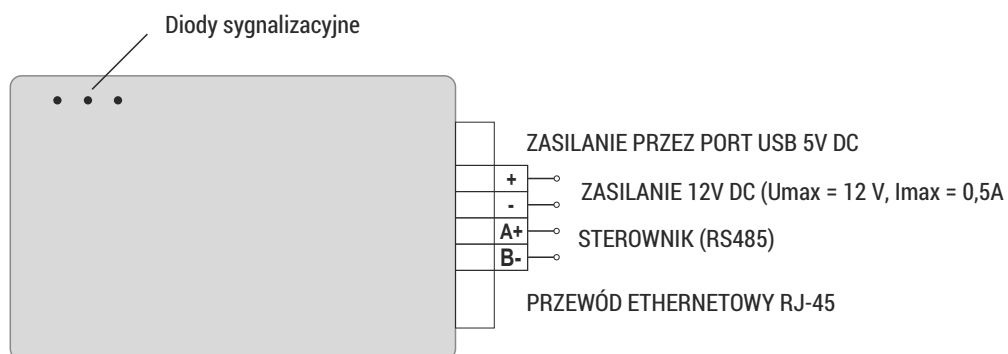 Diody sygnalizacyjne
ZASILANIE PRZEZ PORT USB 5V DC
+
ZASILANIE 12V DC (Umax = 12 V, Imax = 0,5A
-
A+
STEROWNIK (RS485)
B-
PRZEWÓD ETHERNETOWY RJ-45